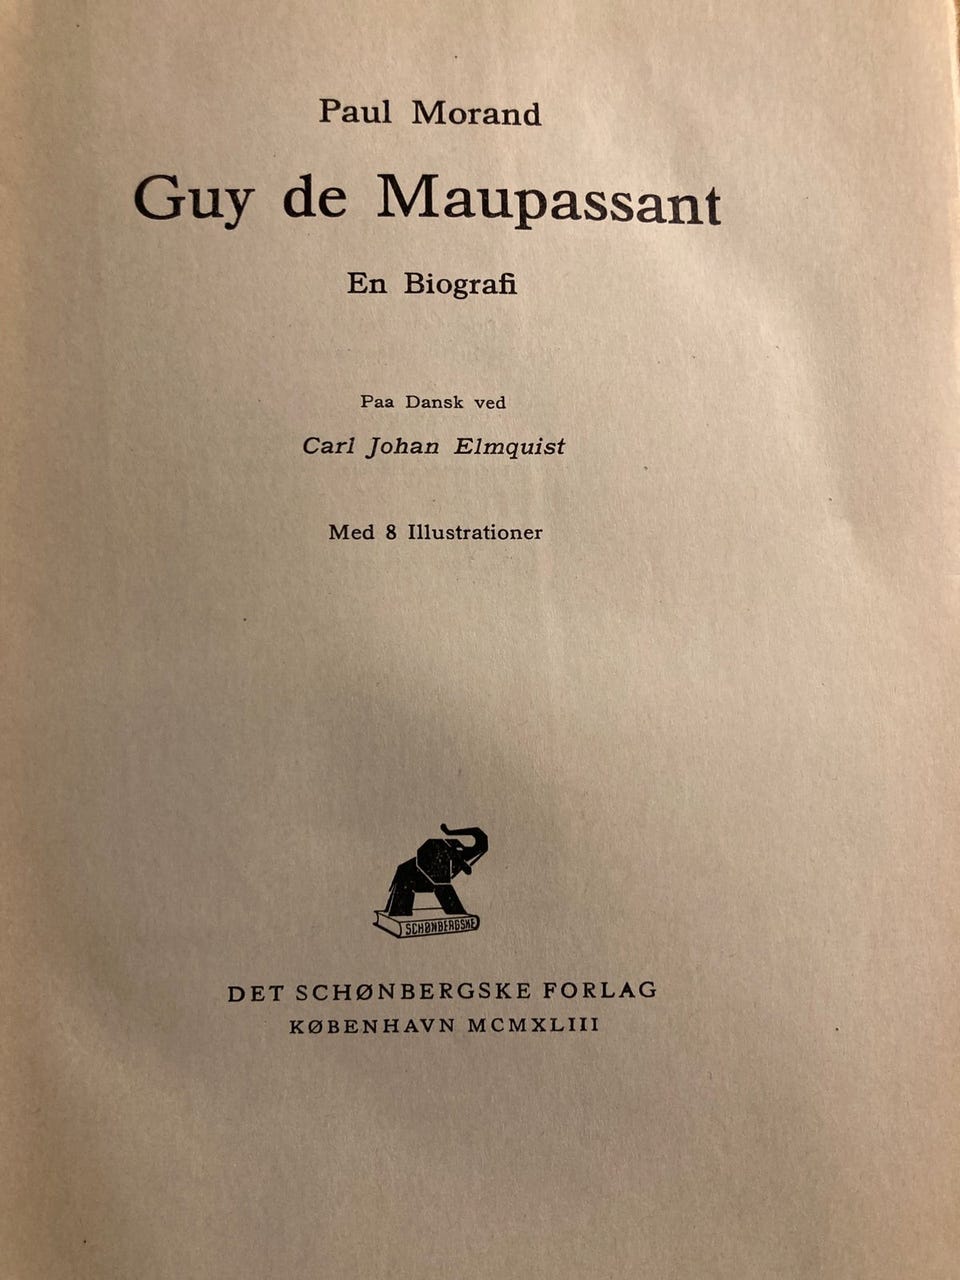 Paul Morand
Guy de Maupassant
En Biografi
Paa Dansk ved
Carl Johan Elmquist
Med 8 Illustrationer
SCHØNBERGSKE
DET SCHØNBERGSKE FORLAG
KØBENHAVN MCMXLIII